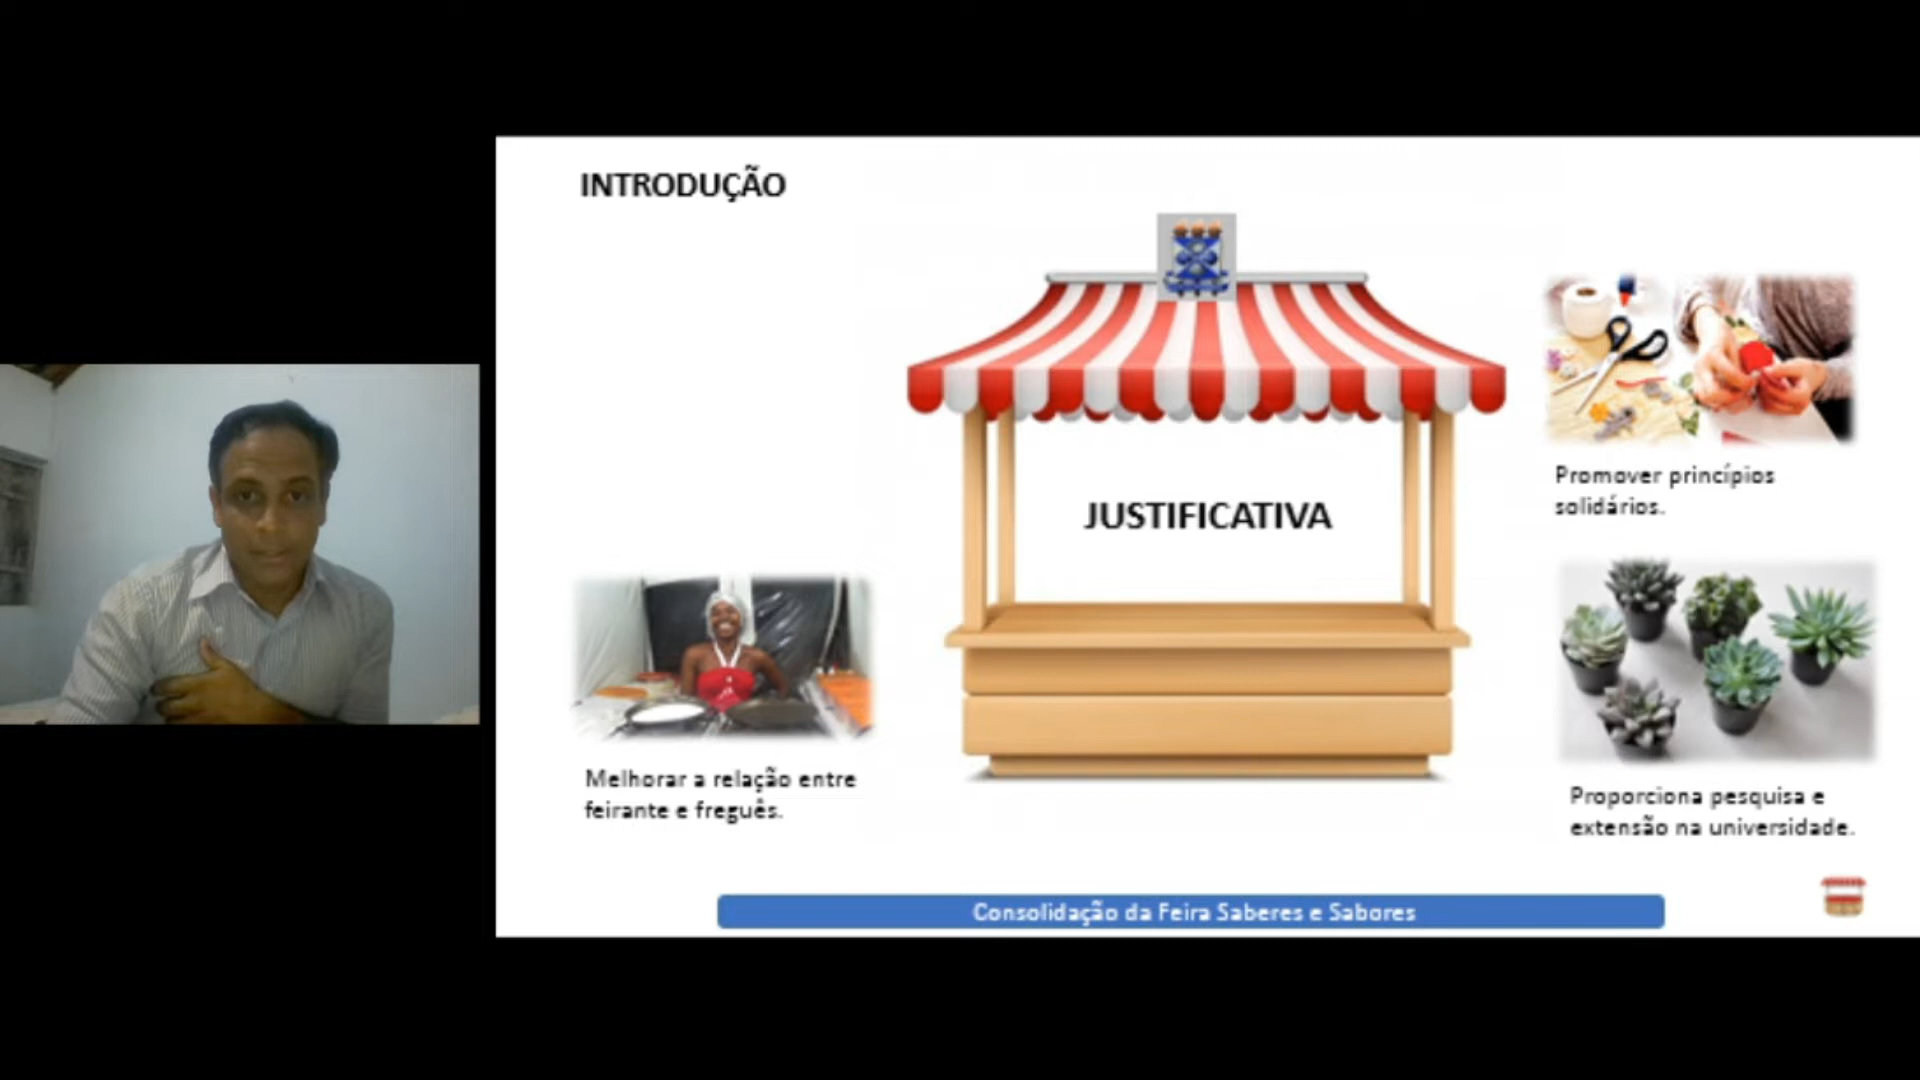 INTRODUÇÃO
JUSTIFICATIVA
Promover princípios
solidários.
Melhorar a relação entre
feirante e freguês.
Proporciona pesquisa e
extensão na universidade.
Consolidação da Feira Saberes e Sabores